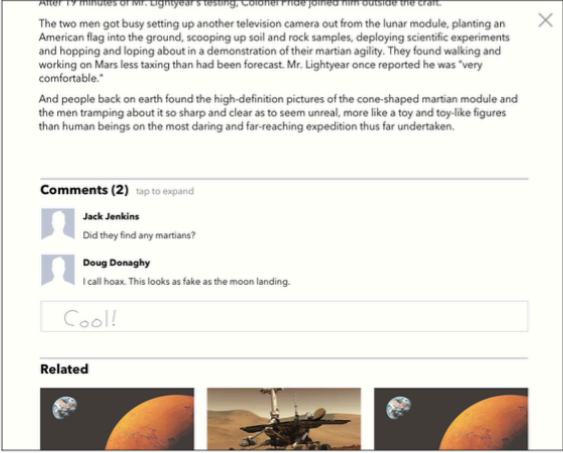 After 19 minutes of Mr. Lightyear's testing, Colonel Pride joined him outside the craft.
The two men got busy setting up another television camera out from the lunar module, planting an
American flag into the ground, scooping up soil and rock samples, deploying scientific experiments
and hopping and loping about in a demonstration of their martian agility. They found walking and
working on Mars less taxing than had been forecast. Mr. Lightyear once reported he was "very
comfortable."
And people back on earth found the high-definition pictures of the cone-shaped martian module and
the men tramping about it so sharp and clear as to seem unreal, more like a toy and toy-like figures
than human beings on the most daring and far-reaching expedition thus far undertaken.
Comments (2) tap to expand
Jack Jenkins
Did they find any martians?
Doug Donaghy
I call hoax. This looks as fake as the moon landing.
Cool!
Related